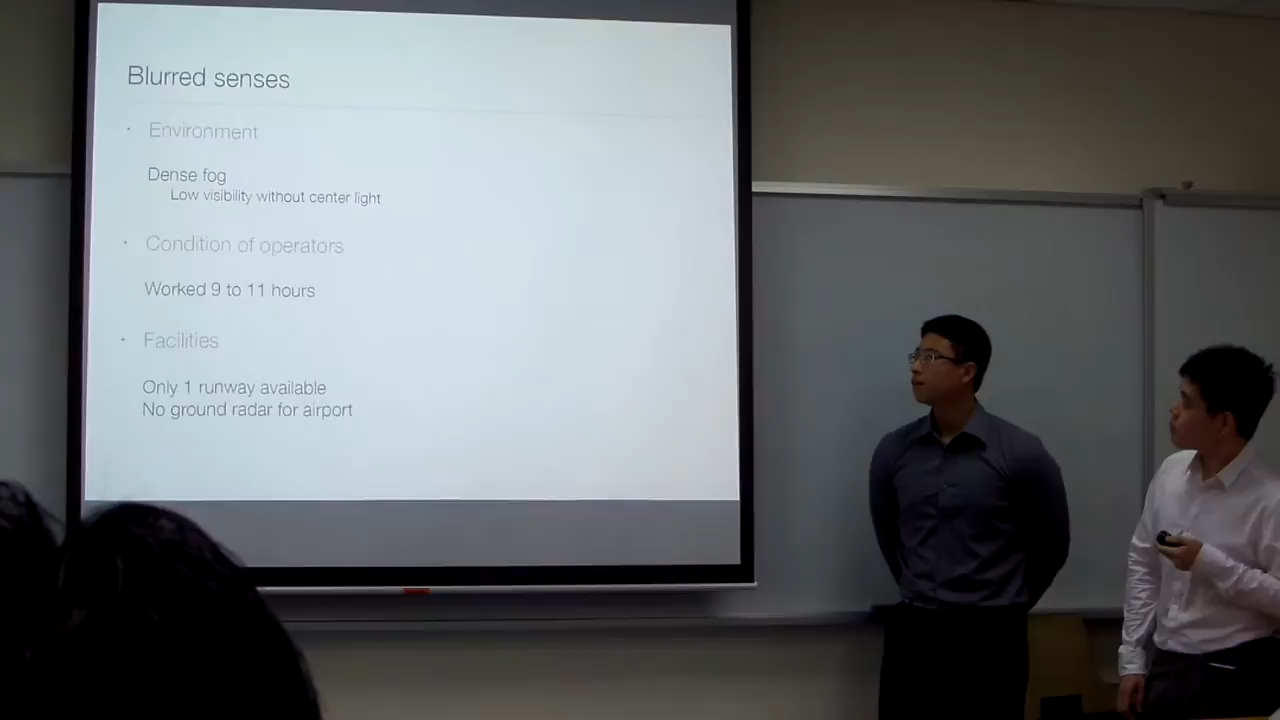 Blurred senses
· Environment
Dense fog
Low visibility without center light
· Condition of operators
Worked 9 to 11 hours
· Facilities
Only 1 runway available
No ground radar for airport